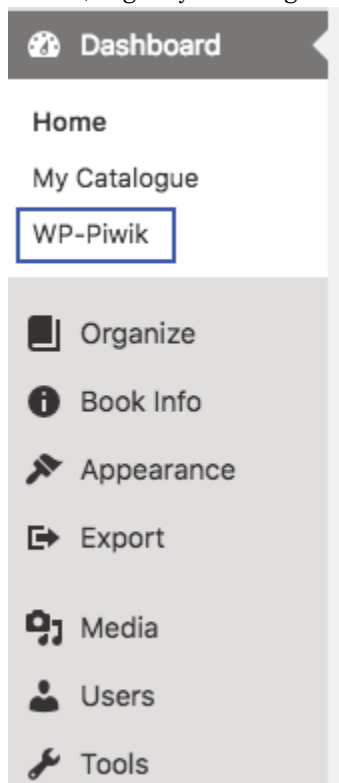 Dashboard
Home
My Catalogue
WP-Piwik
Organize
Book Info
Appearance
Export
Media
Users
Tools